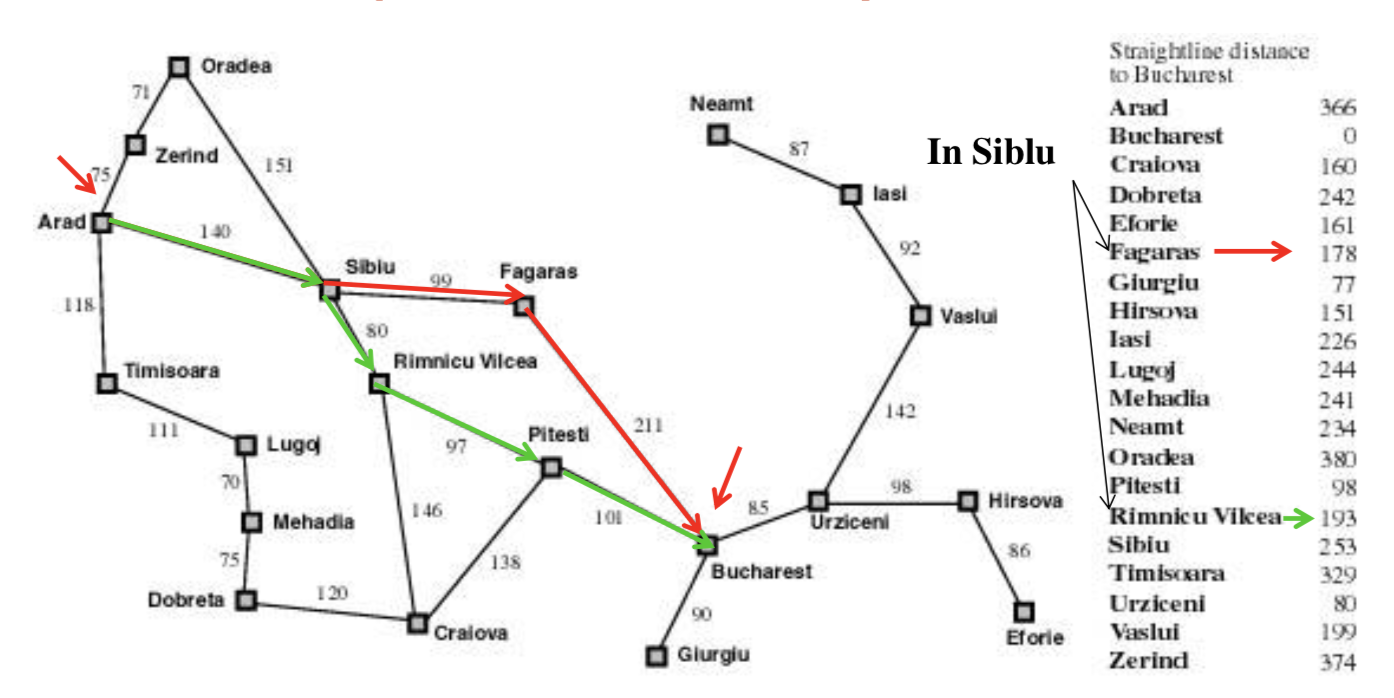 Oradea
71
Neamt
Zerind
87
In Siblu
151
75
Iasi
Arad
140
92
Sibiu
99
Fagaras
118
Vaslui
80
Timisoara
Rimnicu Vilcea
142
111
Lugoj
97
Pitesti
211
70
Mehadia
146
101
85
98
Hirsova
Urziceni
75
138
86
Bucharest
Dobreta
120
90
Craiova
Eforie
Giurgiu
Straightline distance
to Bucharest
Arad 366
Bucharest 0
Craiova 160
Dobreta 242
Eforie 161
Fagaras 178
Giurgiu 77
Hirsova 151
Iasi 226
Lugoj 244
Mehadia 241
Neamt 234
Oradea 380
Pitesti 98
Rimnicu Vilcea 193
Sibiu 253
Timisoara 329
Urziceni 80
Vaslui 199
Zerind 374